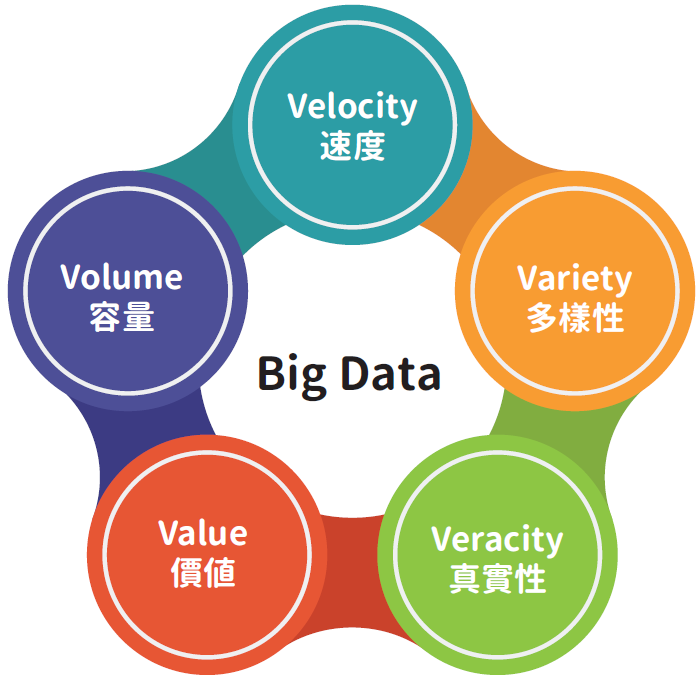 Velocity
速度
Volume
容量
Variety
多樣性
Big Data
Value
價值
Veracity
真實性